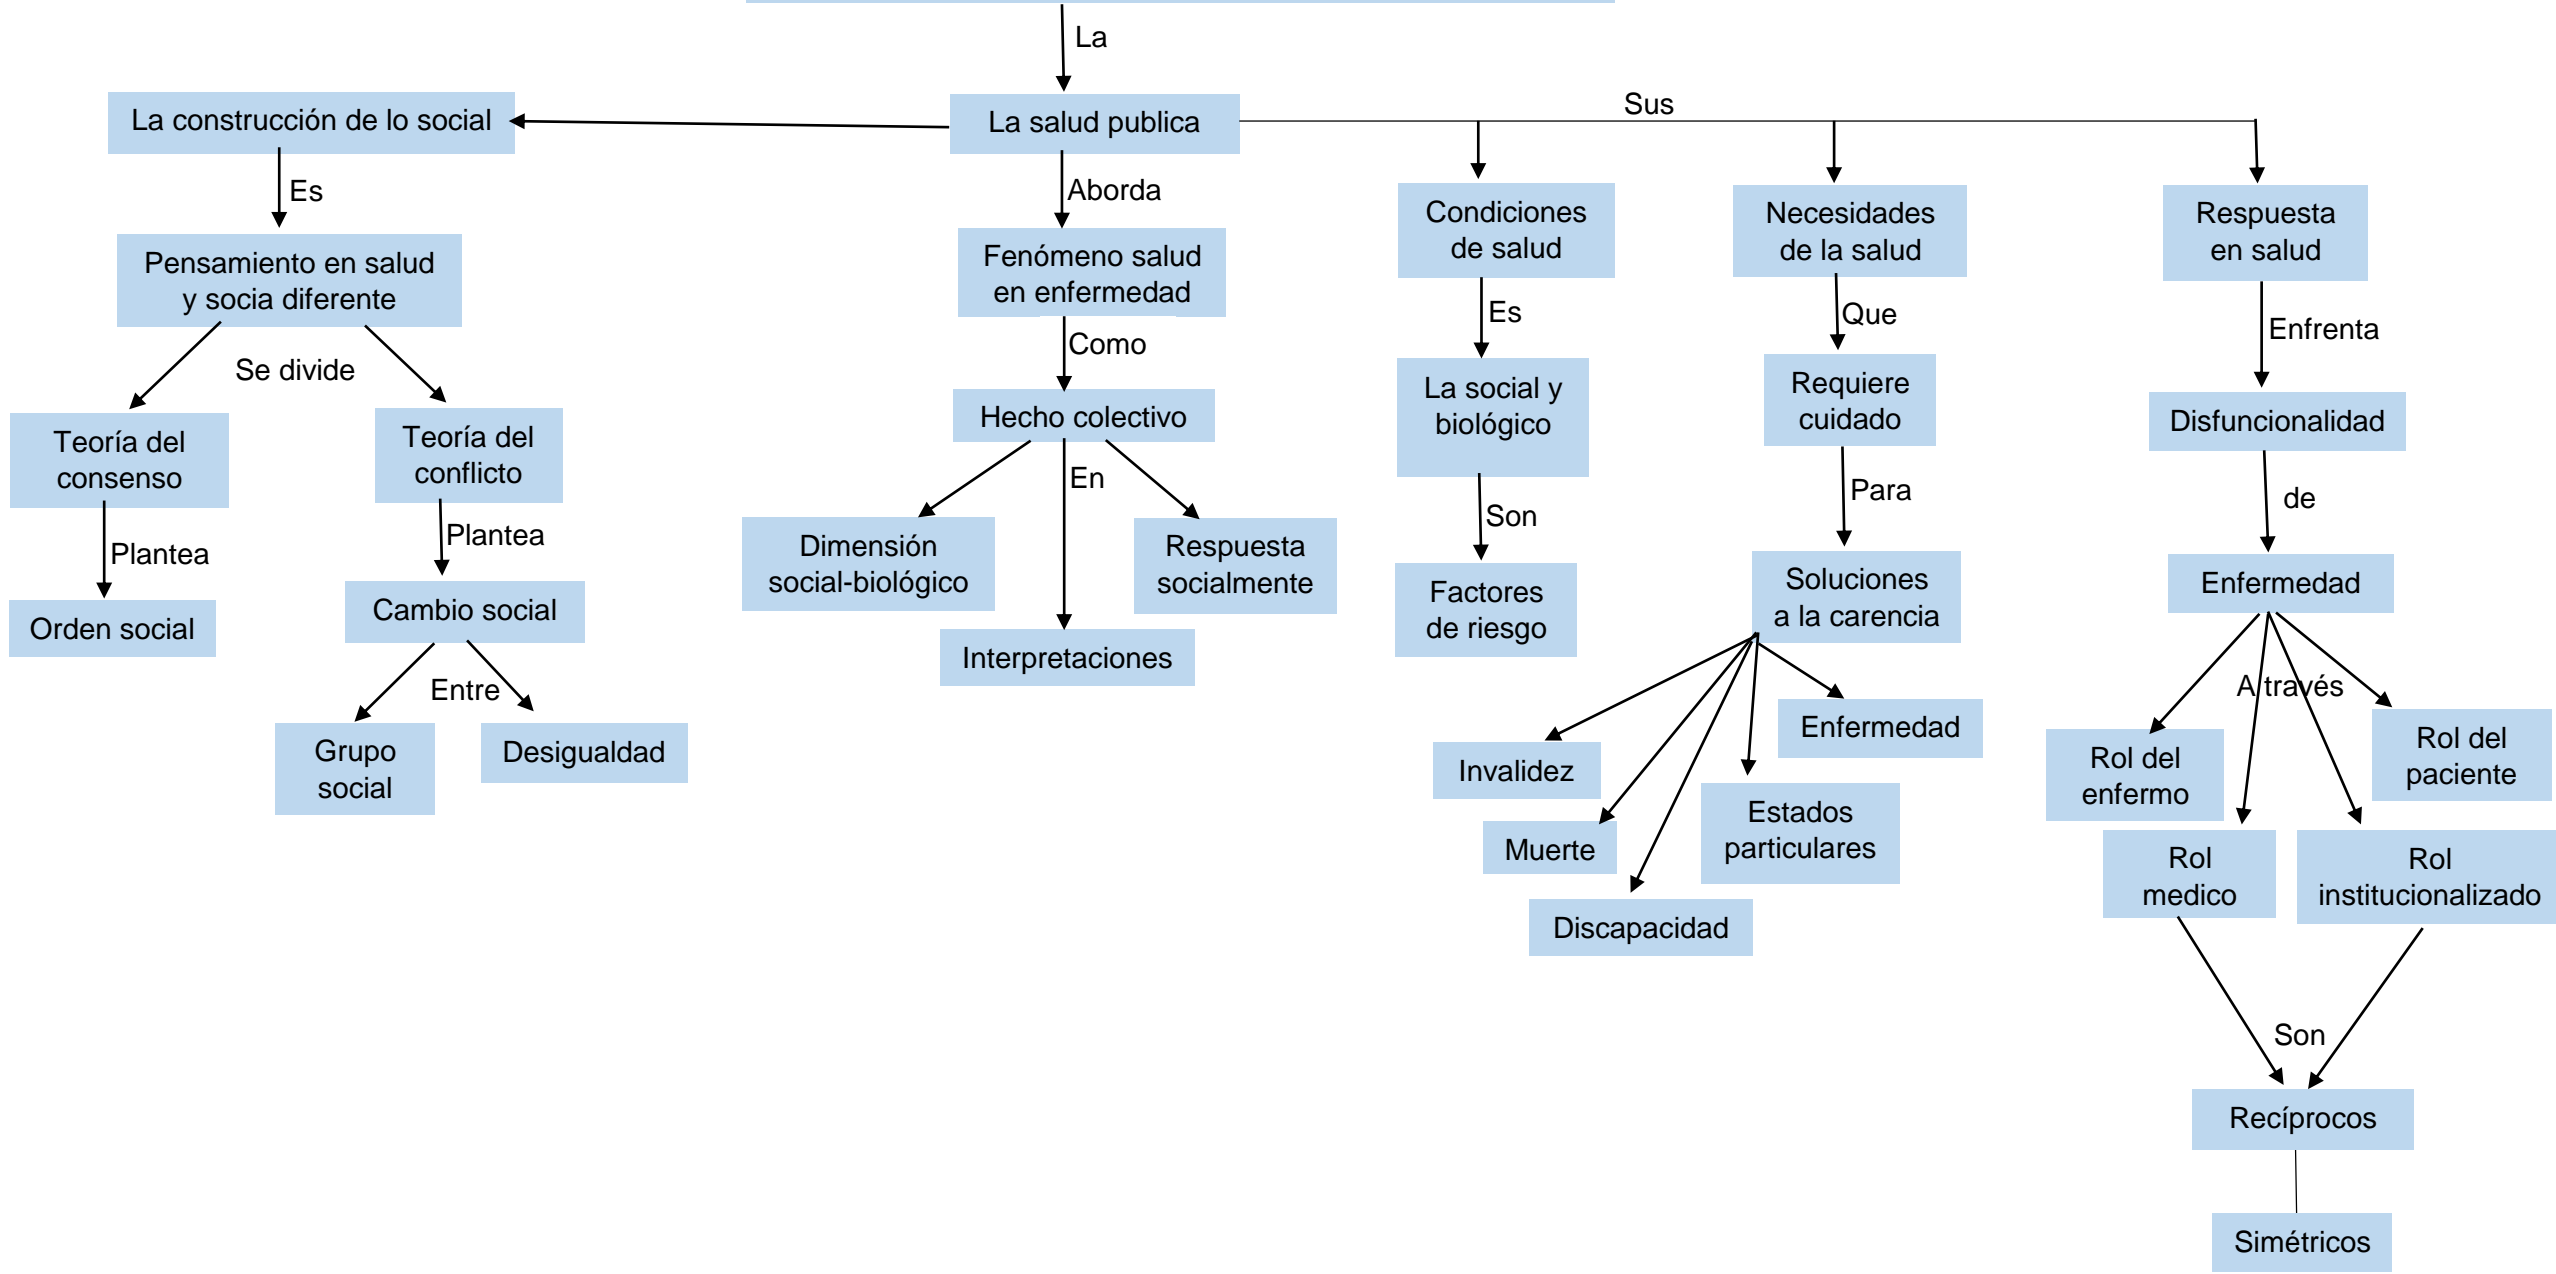 La
La construcción de lo social
La salud publica
Sus
Es
Aborda
Condiciones
de salud
Necesidades
de la salud
Respuesta
en salud
Pensamiento en salud
y socia diferente
Fenómeno salud
en enfermedad
Es
Que
Enfrenta
Se divide
Como
La social y
biológico
Requiere
cuidado
Disfuncionalidad
Teoría del
consenso
Teoría del
conflicto
Hecho colectivo
En
Son
Para
de
Plantea
Plantea
Dimensión
social-biológico
Respuesta
socialmente
Factores
de riesgo
Soluciones
a la carencia
Enfermedad
Orden social
Cambio social
Interpretaciones
Entre
A través
Grupo
social
Desigualdad
Invalidez
Enfermedad
Rol del
enfermo
Rol del
paciente
Muerte
Estados
particulares
Rol
medico
Rol
institucionalizado
Discapacidad
Son
Recíprocos
Simétricos